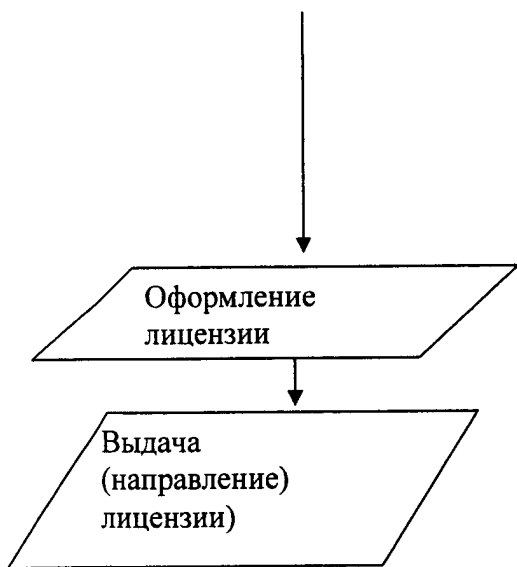 Оформление
лицензии
Выдача
(направление)
лицензии)